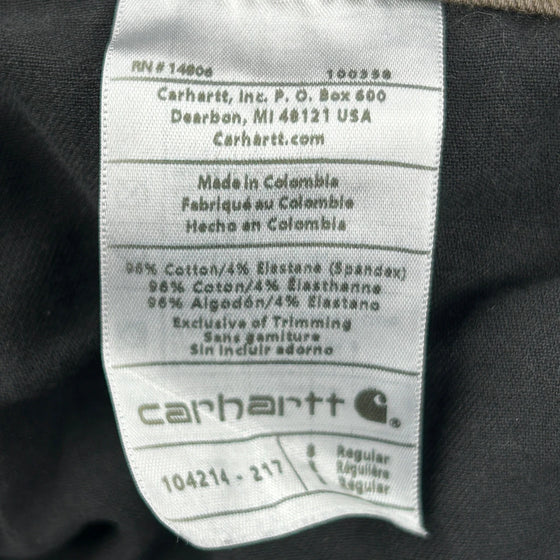 RN # 14806 100358
Carhartt, Inc. P. O. Box 600
Dearbon, MI 48121 USA
Carhartt.com
Made in Colombia
Fabriqué au Colombie
Hecho en Colombia
96% Cotton/4% Elastane (Spandex)
96% Coton/4% Élasthanne
96% Algodón/4% Elastano
Exclusive of Trimming
Sans garniture
Sin incluir adorno
carhartt
104214 - 217
Regular
Régulière
Regular